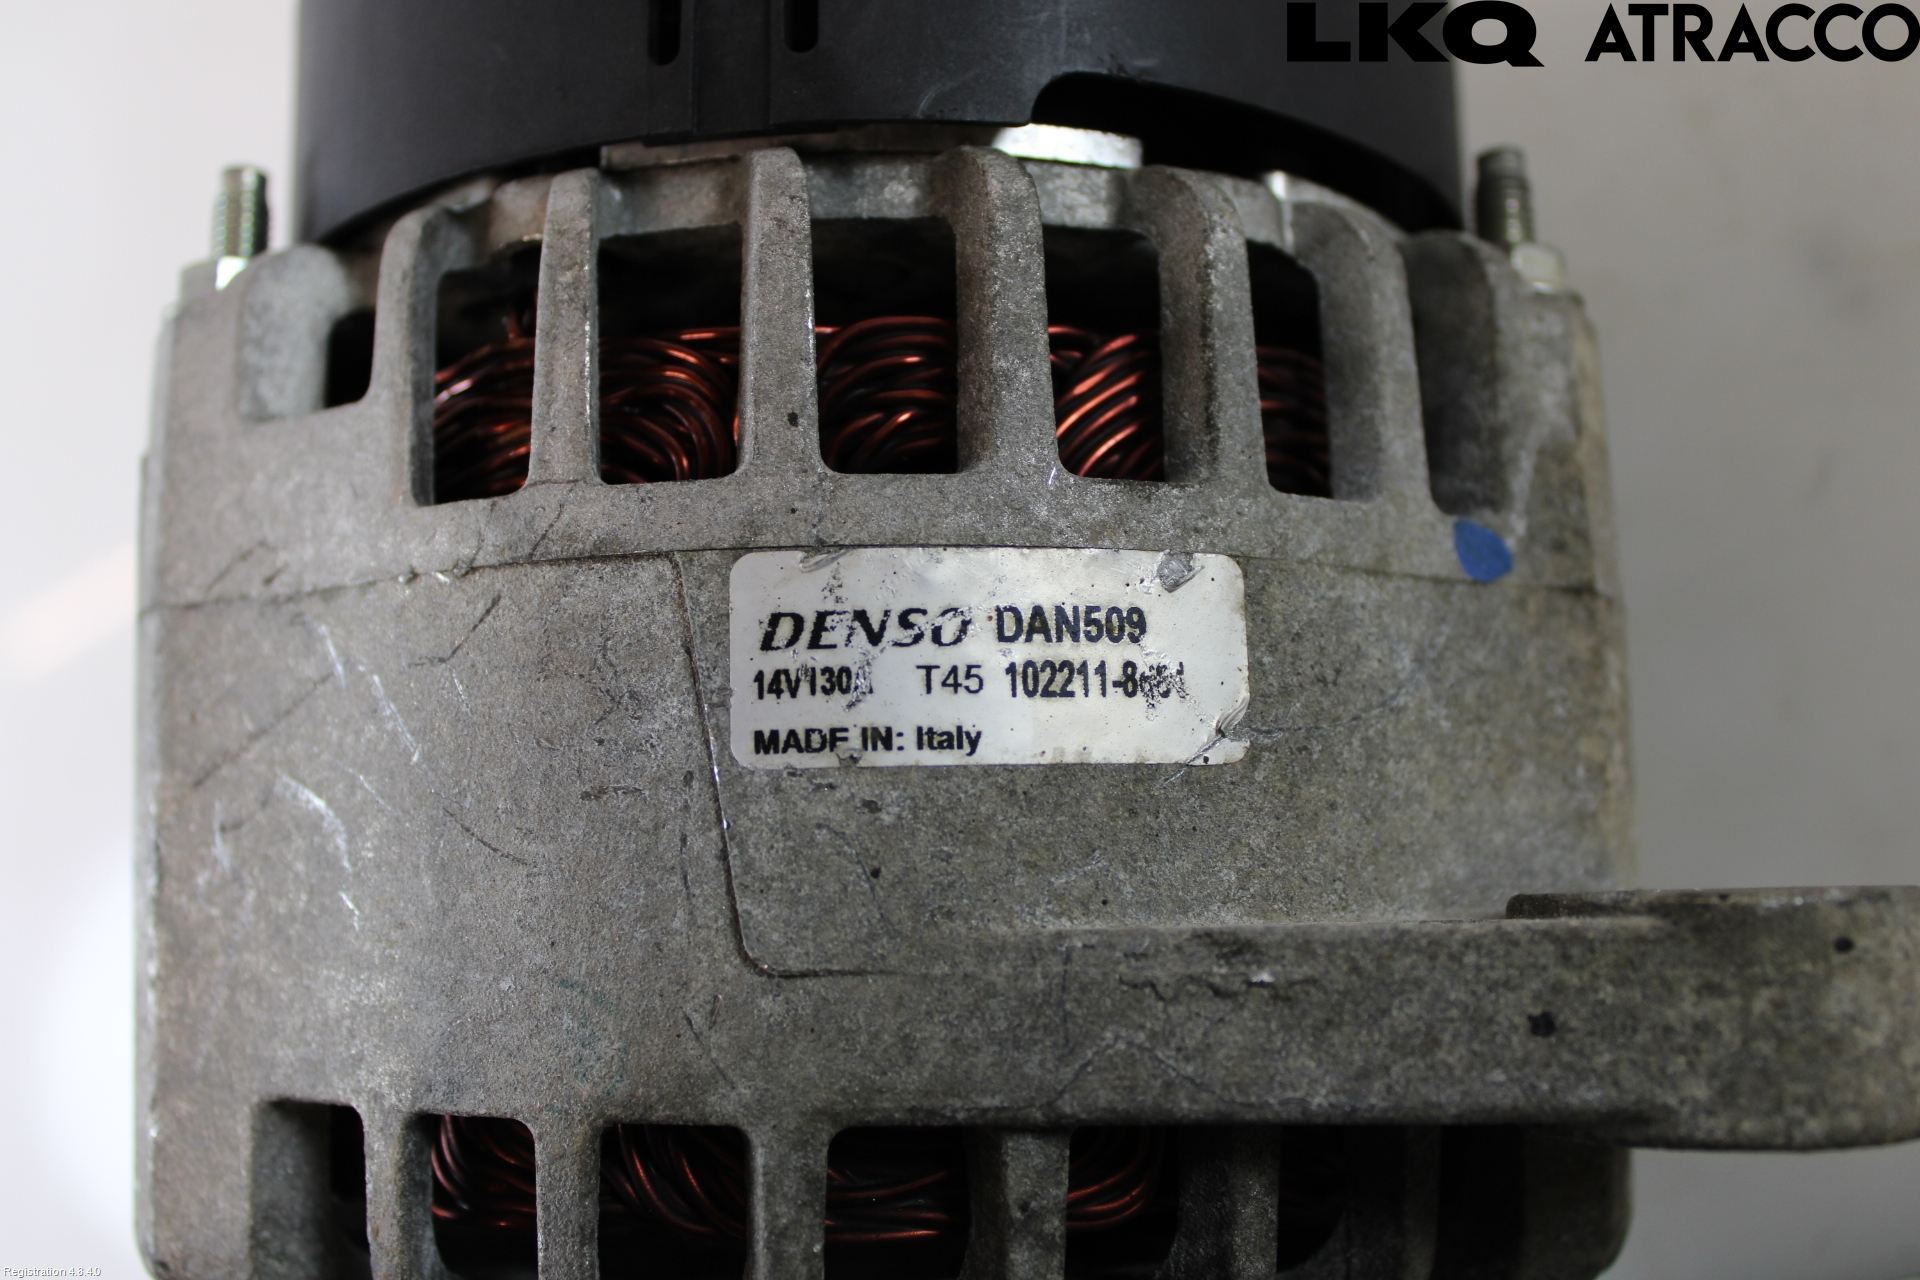 LKQ ATRACCO
DENSO DAN509
14V130A T45
MADE IN: Italy
Registration 4.8.4.0